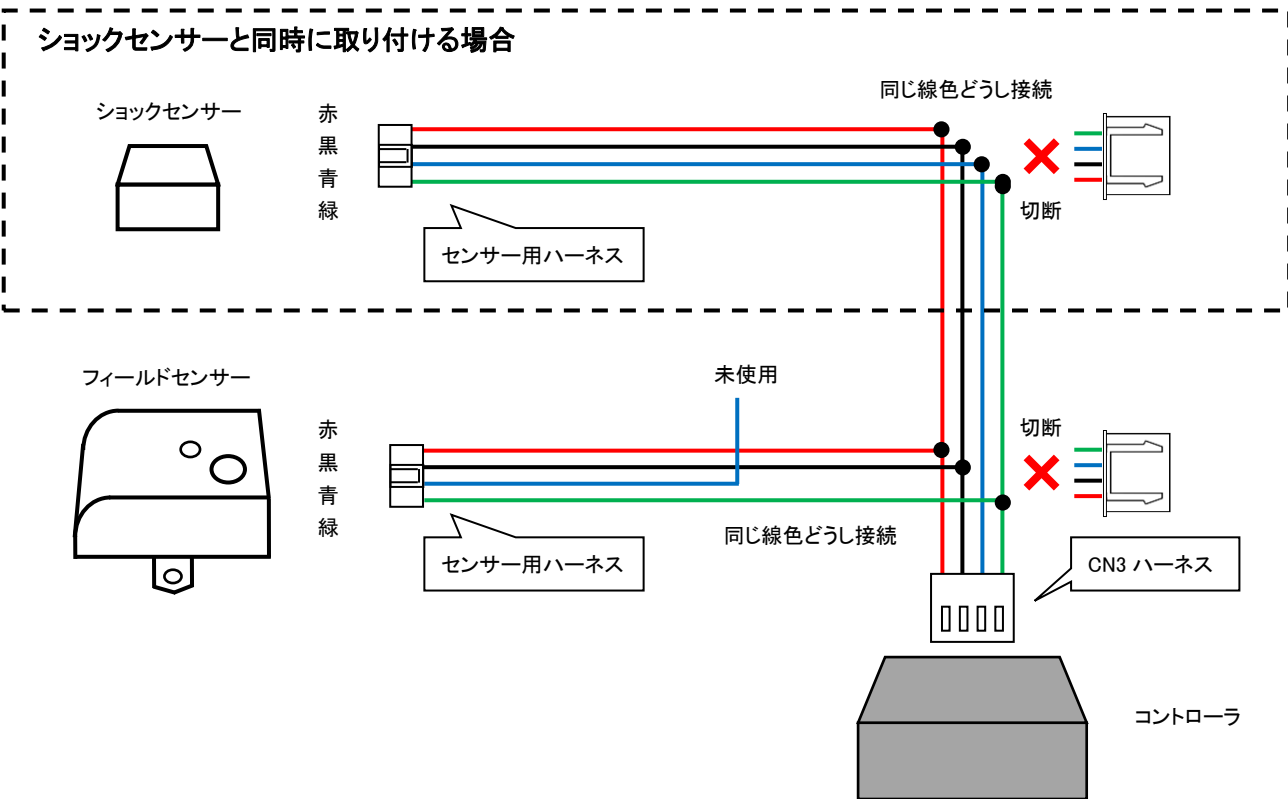 ショックセンサーと同時に取り付ける場合
同じ線色どうし接続
ショックセンサー
赤
黒
青
緑
切断
センサー用ハーネス
フィールドセンサー
未使用
赤
黒
青
緑
切断
同じ線色どうし接続
センサー用ハーネス
CN3 ハーネス
コントローラ